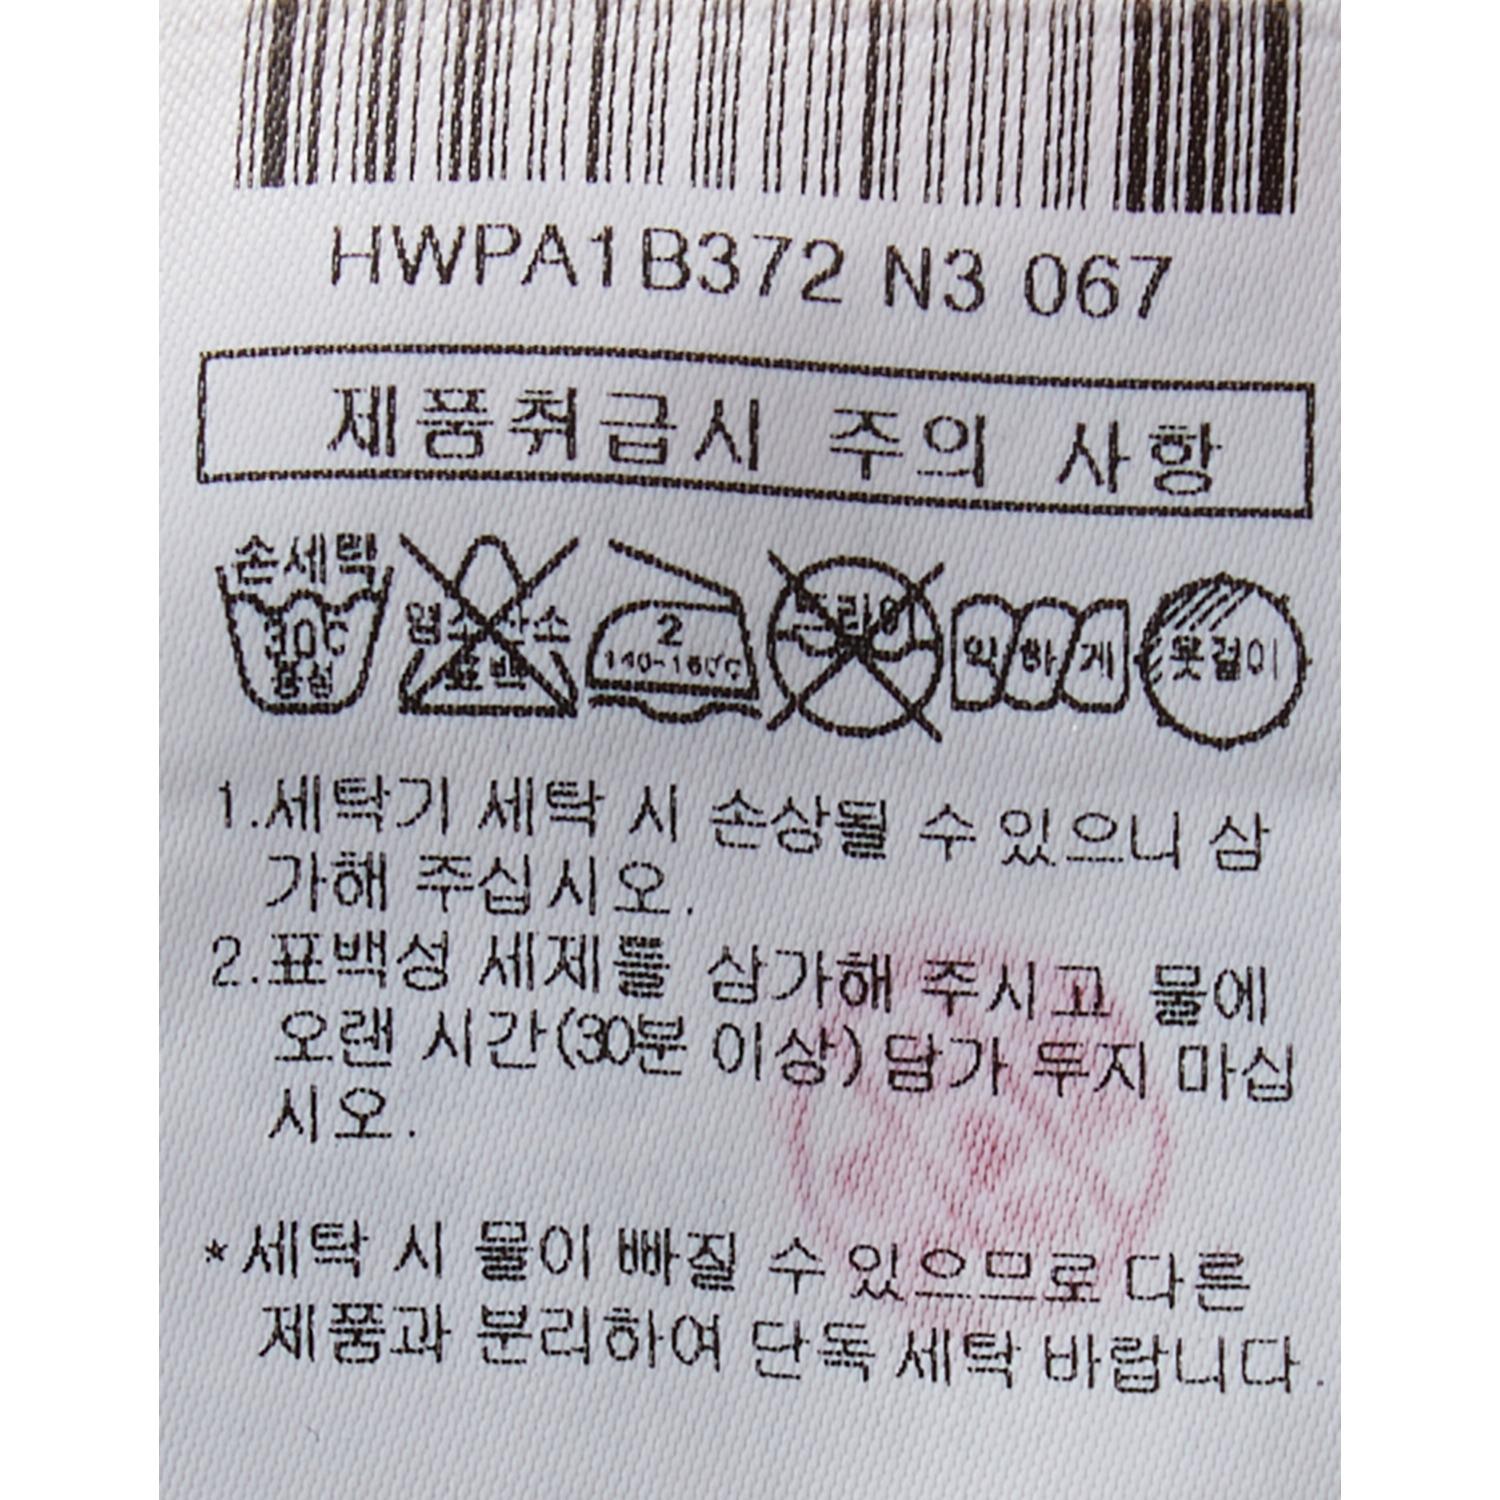 HWPA1B372 N3 067
제품취급시 주의 사항
손세탁
30℃
중성
염소산소
표백
2
140-160℃
드라이
약하게
옷걸이
1.세탁기 세탁 시 손상될 수 있으니 삼
가해 주십시오.
2.표백성 세제들 삼가해 주시고 물에
오랜 시간(30분 이상) 담가 두지 마십
시오.
*세탁 시 물이 빠질 수 있으므로 다른
제품과 분리하여 단독 세탁 바랍니다.